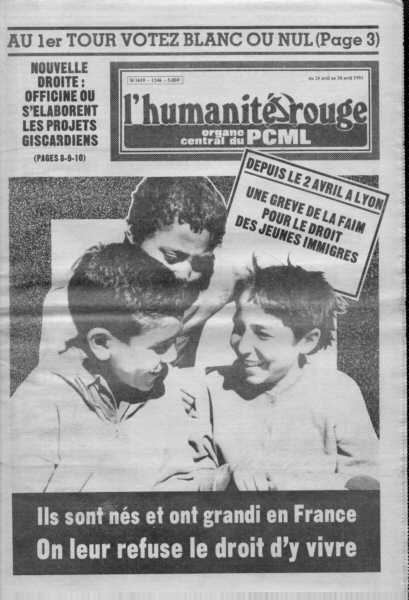 AU 1er TOUR VOTEZ BLANC OU NUL (Page 3)
NOUVELLE
DROITE :
OFFICINE OU
S'ELABORENT
LES PROJETS
GISCARDIENS
(PAGES 8-9-10)
l'humanité rouge
organe
central du PCML
DEPUIS LE 2 AVRIL A LYON
UNE GREVE DE LA FAIM
POUR LE DROIT
DES JEUNES IMMIGRES
Ils sont nés et ont grandi en France
On leur refuse le droit d'y vivre